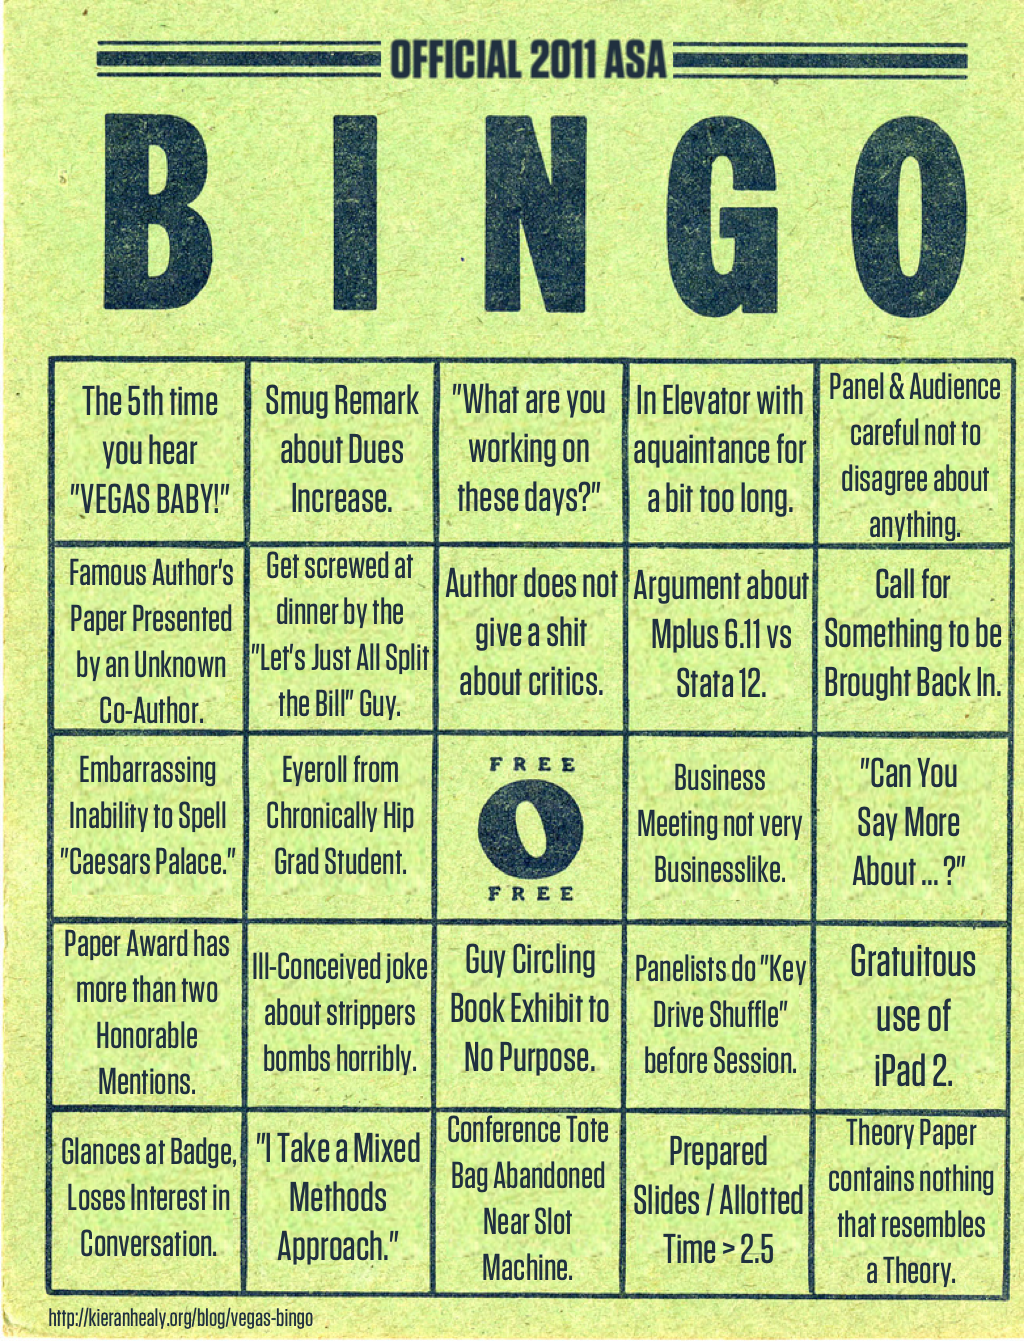 OFFICIAL 2011 ASA
B I N G O
The 5th time
you hear
"VEGAS BABY!"
Smug Remark
about Dues
Increase.
"What are you
working on
these days?"
In Elevator with
aquaintance for
a bit too long.
Panel & Audience
careful not to
disagree about
anything.
Famous Author's
Paper Presented
by an Unknown
Co-Author.
Get screwed at
dinner by the
"Let's Just All Split
the Bill" Guy.
Author does not
give a shit
about critics.
Argument about
Mplus 6.11 vs
Stata 12.
Call for
Something to be
Brought Back In.
Embarrassing
Inability to Spell
"Caesars Palace."
Eyeroll from
Chronically Hip
Grad Student.
FREE
O
FREE
Business
Meeting not very
Businesslike.
"Can You
Say More
About ... ?"
Paper Award has
more than two
Honorable
Mentions.
Ill-Conceived joke
about strippers
bombs horribly.
Guy Circling
Book Exhibit to
No Purpose.
Panelists do "Key
Drive Shuffle"
before Session.
Gratuitous
use of
iPad 2.
Glances at Badge,
Loses Interest in
Conversation.
"I Take a Mixed
Methods
Approach."
Conference Tote
Bag Abandoned
Near Slot
Machine.
Prepared
Slides / Allotted
Time > 2.5
Theory Paper
contains nothing
that resembles
a Theory.
http://kieranhealy.org/blog/vegas-bingo